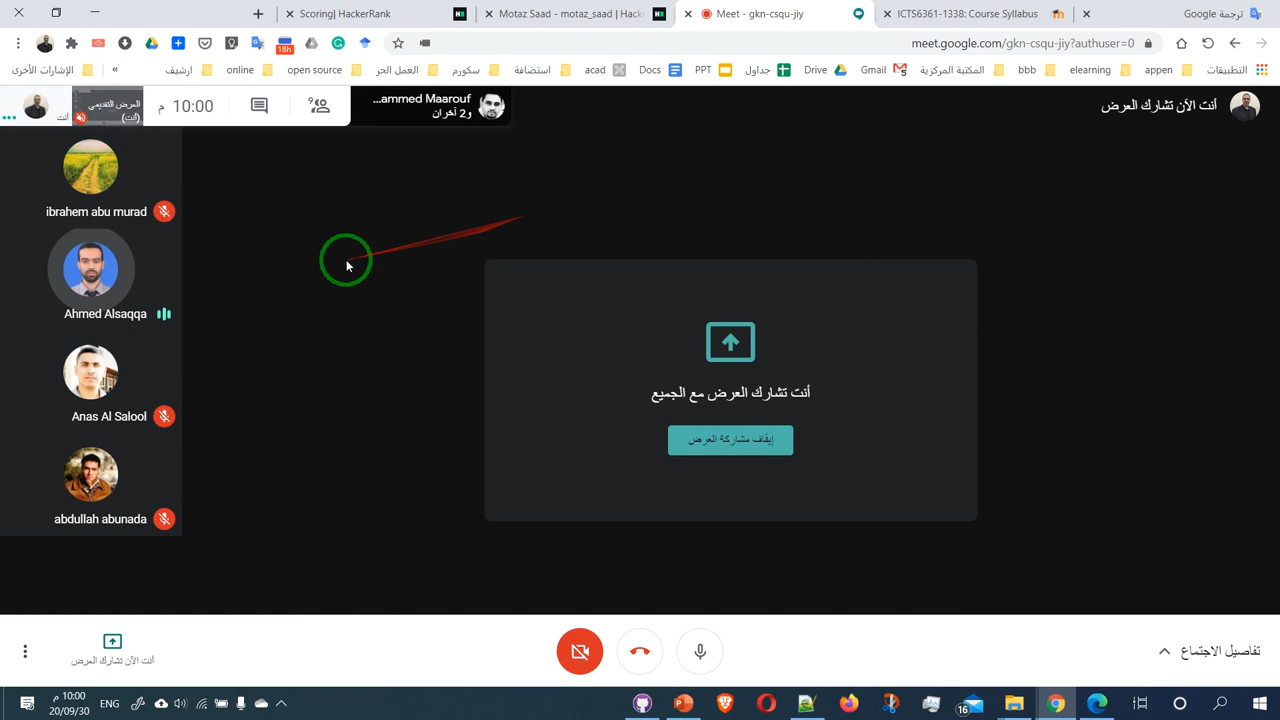 Scoring| HackerRank
Motaz Saad - motaz_saad | Hack
Meet - gkn-csqu-jiy
ICTS6361-1338: Course Syllabus
ترجمة Google
18h
meet.google.com/gkn-csqu-jiy?authuser=0
التطبيقات
appen
elearning
bbb
المكتبة المركزية
Gmail
Drive
جداول
PPT
Docs
acad
استضافة
سكورم
العمل الحر
open source
online
ارشيف
»
الإشارات الأخرى
أنت الآن تشارك العرض
...ammed Maarouf
و2 آخران
9
10:00 م
العرض التقديمي
(أنت)
أنت
ibrahem abu murad
Ahmed Alsaqqa
Anas Al Salool
abdullah abunada
أنت تشارك العرض مع الجميع
إيقاف مشاركة العرض
تفاصيل الاجتماع
أنت الآن تشارك العرض
16
ENG
10:00 م
20/09/30